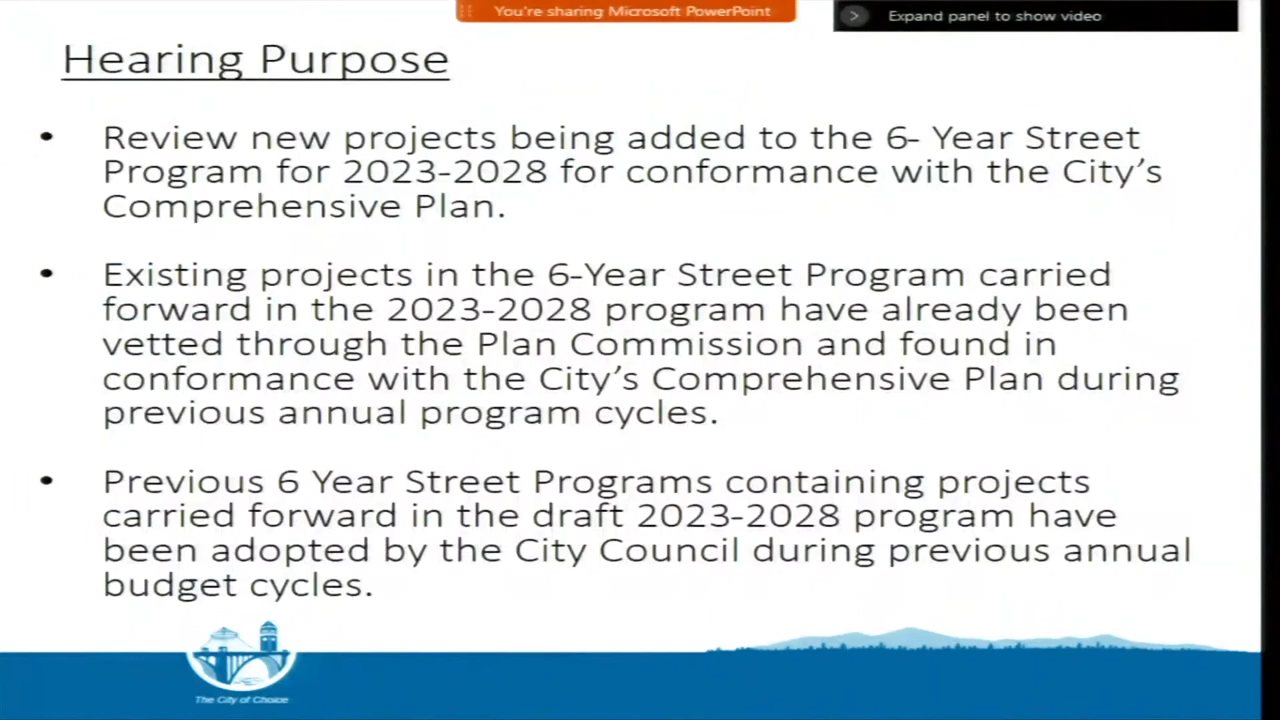 You're sharing Microsoft PowerPoint
Expand panel to show video
Hearing Purpose
• Review new projects being added to the 6- Year Street
Program for 2023-2028 for conformance with the City's
Comprehensive Plan.
• Existing projects in the 6-Year Street Program carried
forward in the 2023-2028 program have already been
vetted through the Plan Commission and found in
conformance with the City's Comprehensive Plan during
previous annual program cycles.
• Previous 6 Year Street Programs containing projects
carried forward in the draft 2023-2028 program have
been adopted by the City Council during previous annual
budget cycles.
The City of Choice